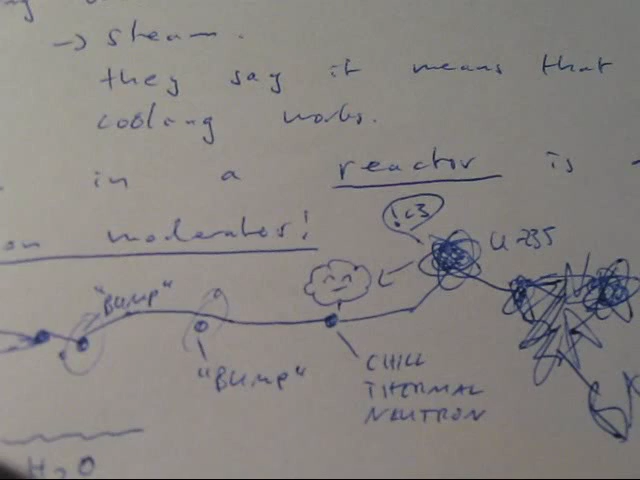 -> steam.
they say it means that
cooling works.
in a reactor is
on moderator!
!<3
U-235
"BUMP"
"BUMP"
CHILL
THERMAL
NEUTRON
H2O